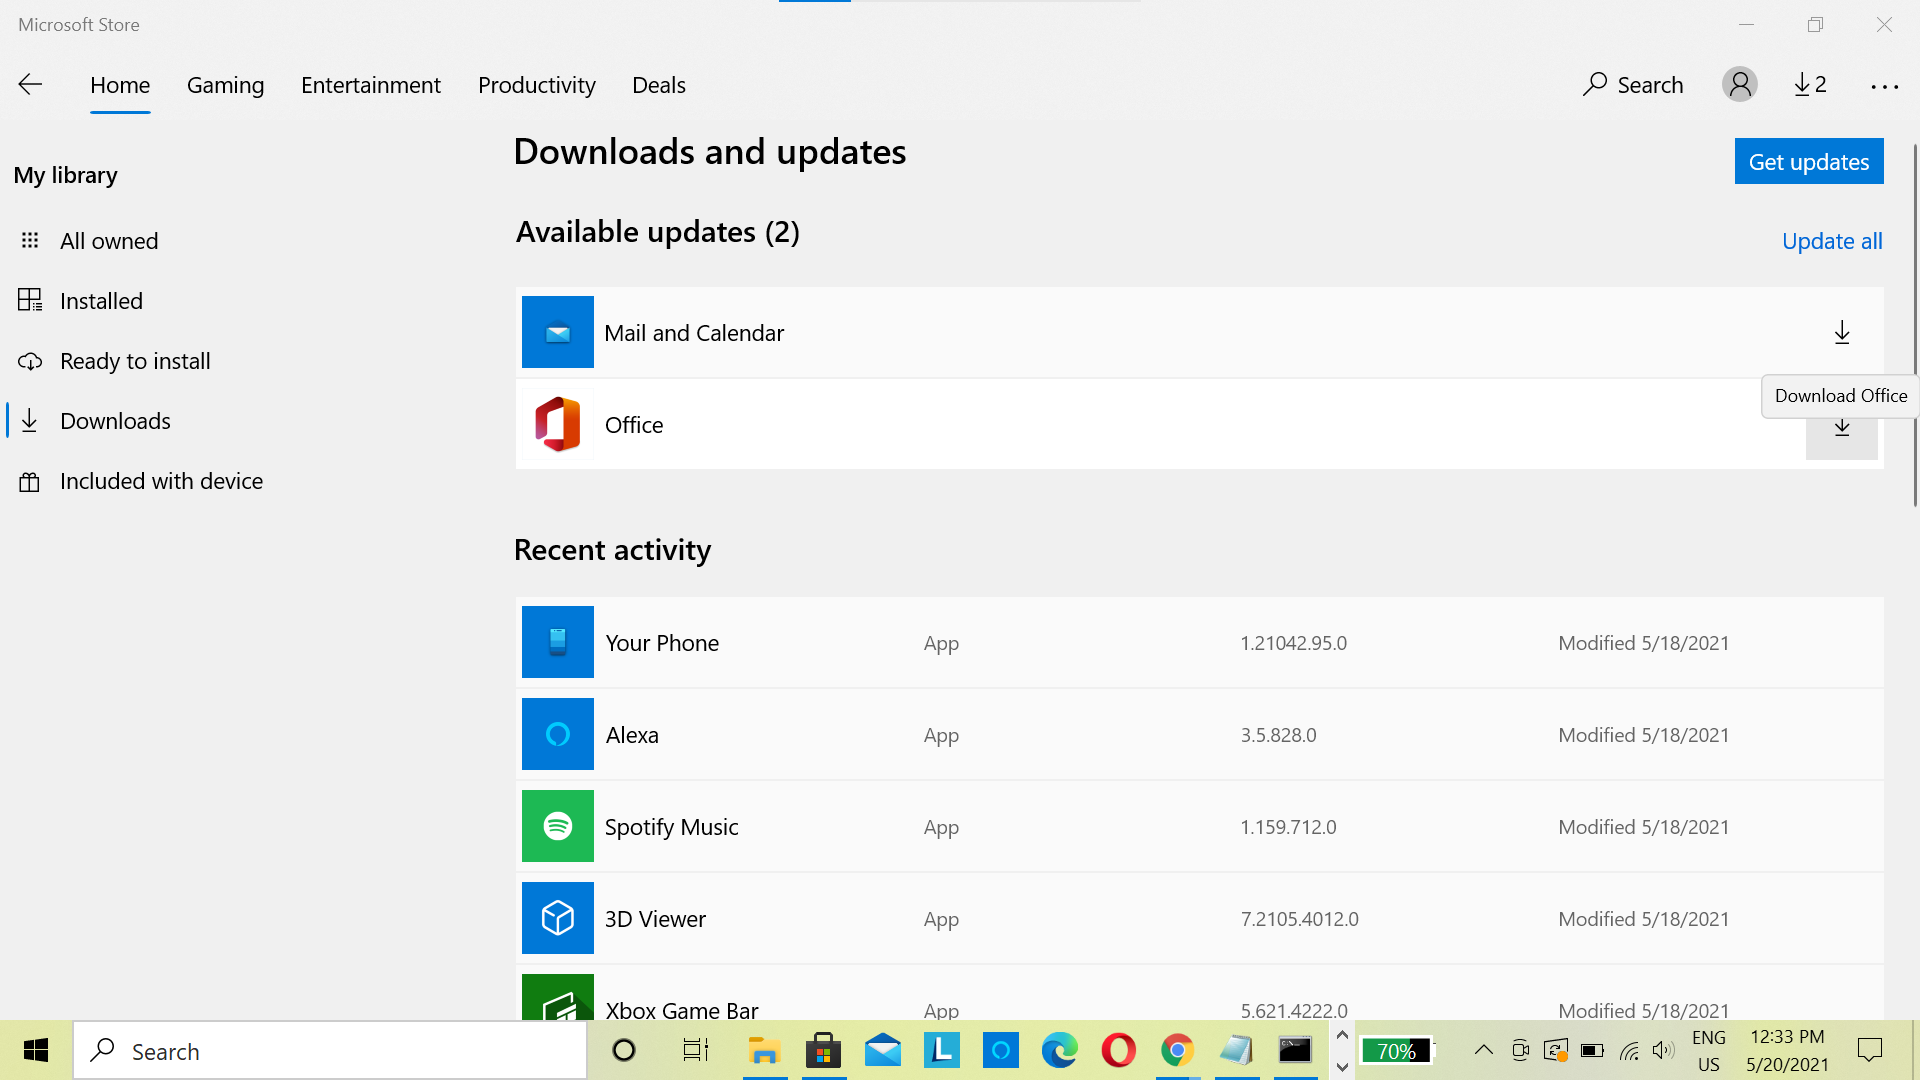 Microsoft Store
Home Gaming Entertainment Productivity Deals Search 2
My library
All owned
Installed
Ready to install
Downloads
Included with device
Downloads and updates
Get updates
Available updates (2)
Update all
Mail and Calendar
Download Office
Office
Recent activity
Your Phone App 1.21042.95.0 Modified 5/18/2021
Alexa App 3.5.828.0 Modified 5/18/2021
Spotify Music App 1.159.712.0 Modified 5/18/2021
3D Viewer App 7.2105.4012.0 Modified 5/18/2021
Xbox Game Bar App 5.621.4222.0 Modified 5/18/2021
Search
L
70%
ENG
US
12:33 PM
5/20/2021